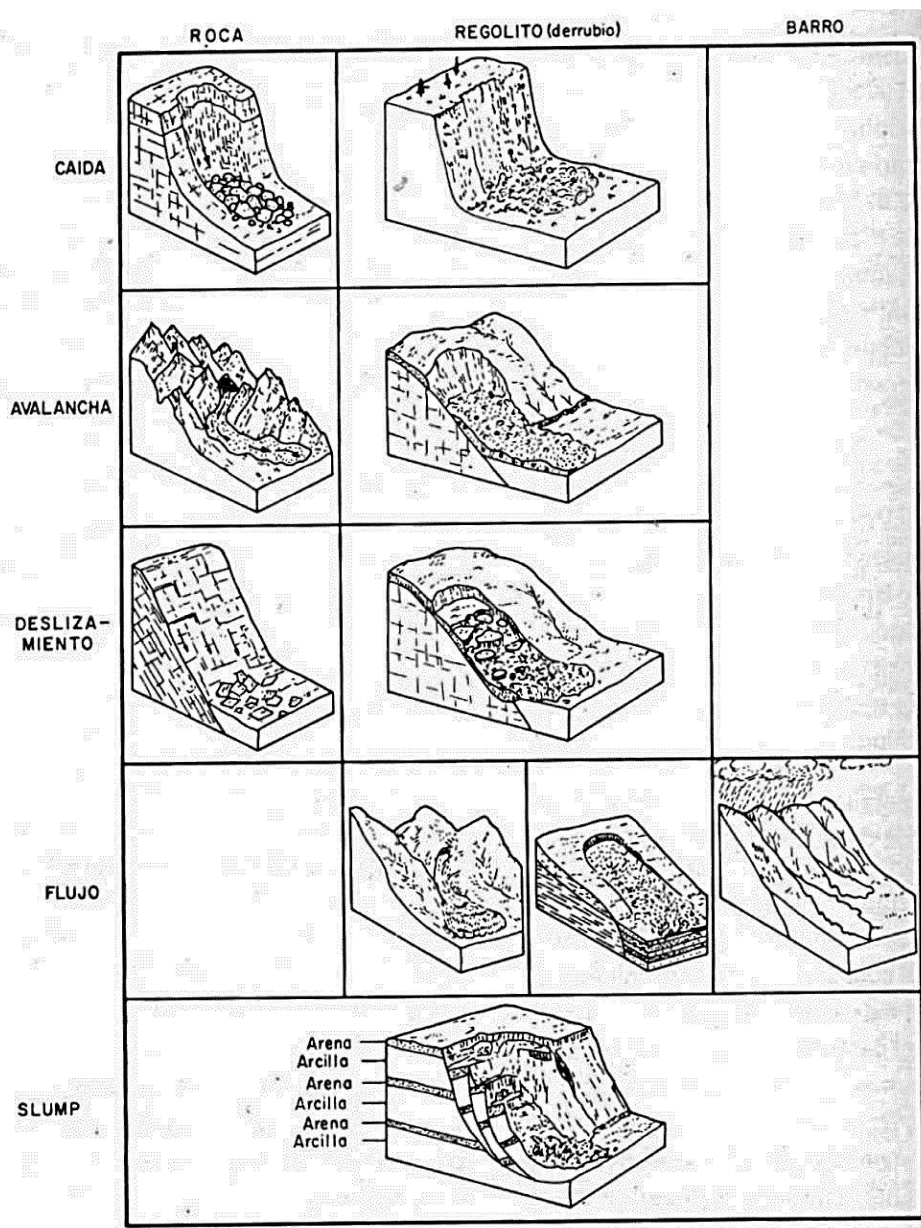 ROCA
REGOLITO (derrubio)
BARRO
CAIDA
AVALANCHA
DESLIZA-
MIENTO
FLUJO
Arena
Arcilla
Arena
Arcilla
Arena
Arcilla
SLUMP